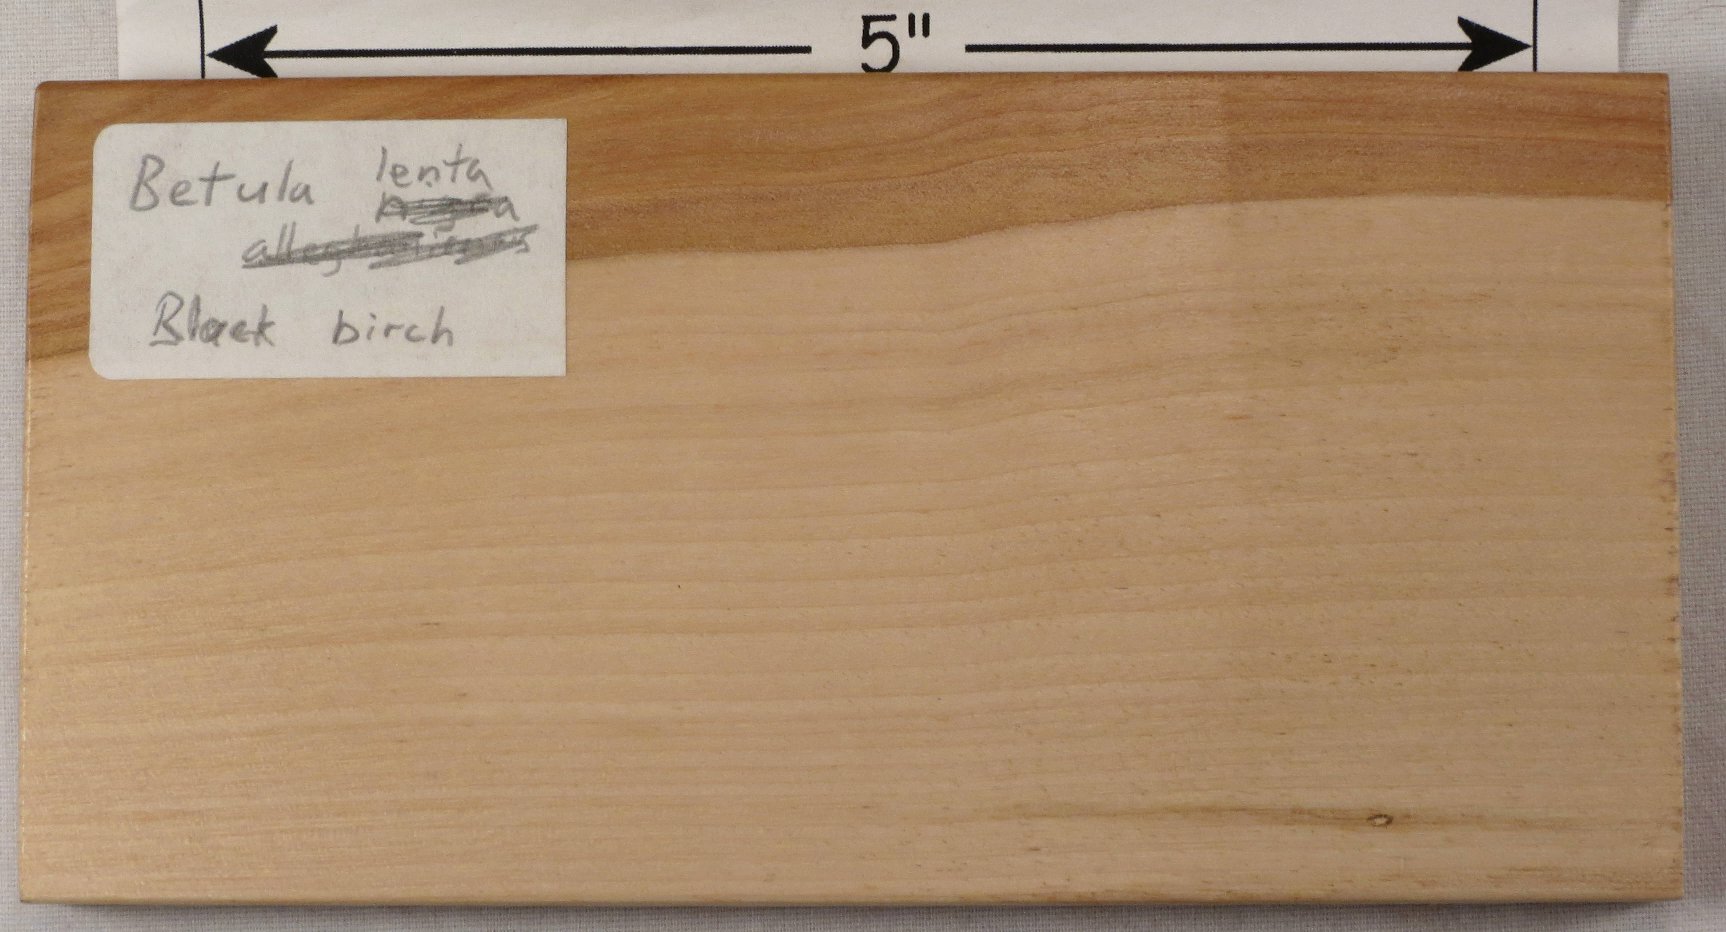 5"
Betula lenta
Black birch